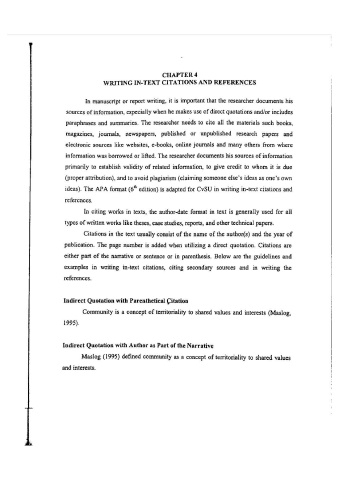 CHAPTER 4
WRITING IN-TEXT CITATIONS AND REFERENCES
In manuscript or report writing, it is important that the researcher documents his
sources of information, especially when he makes use of direct quotations and/or includes
paraphrases and summaries. The researcher needs to cite all the materials such books,
magazines, journals, newspapers, published or unpublished research papers and
electronic sources like websites, e-books, online journals and many others from where
information was borrowed or lifted. The researcher documents his sources of information
primarily to establish validity of related information, to give credit to whom it is due
(proper attribution), and to avoid plagiarism (claiming someone else's ideas as one's own
ideas). The APA format (6th edition) is adapted for CvSU in writing in-text citations and
references.
In citing works in texts, the author-date format in text is generally used for all
types of written works like theses, case studies, reports, and other technical papers.
Citations in the text usually consist of the name of the author(s) and the year of
publication. The page number is added when utilizing a direct quotation. Citations are
either part of the narrative or sentence or in parenthesis. Below are the guidelines and
examples in writing in-text citations, citing secondary sources and in writing the
references.
Indirect Quotation with Parenthetical Citation
Community is a concept of territoriality to shared values and interests (Maslog,
1995).
Indirect Quotation with Author as Part of the Narrative
Maslog (1995) defined community as a concept of territoriality to shared values
and interests.